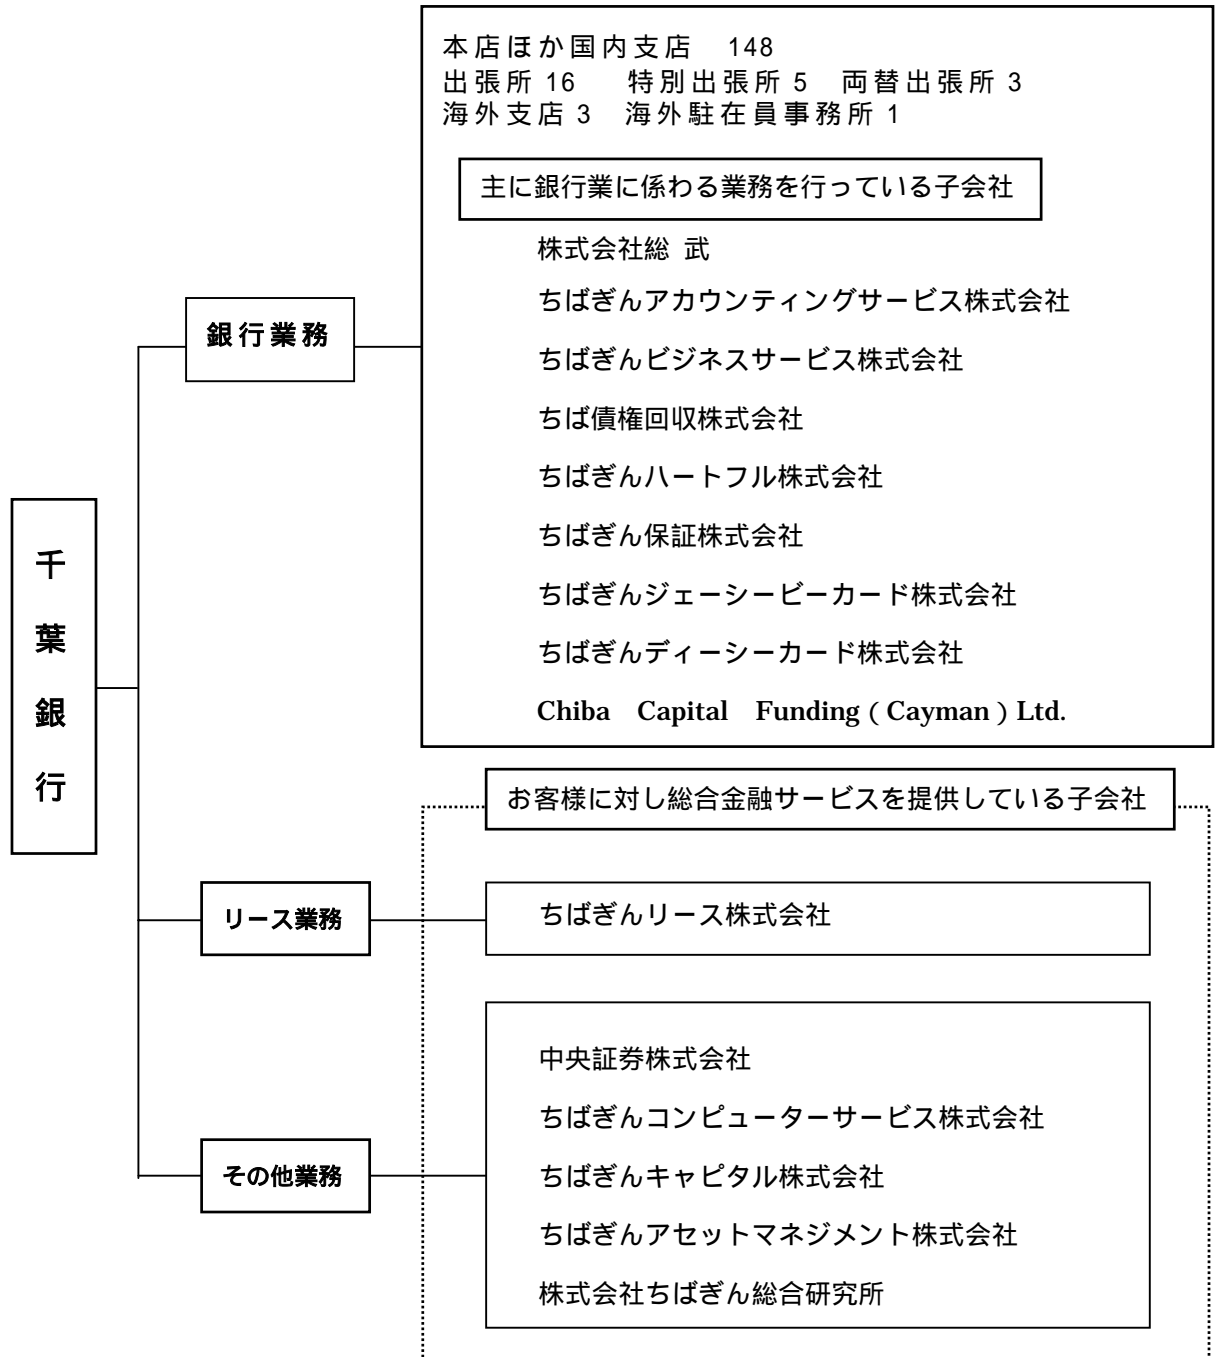 千葉銀行
銀行業務
本店ほか国内支店 148
出張所 16 特別出張所 5 両替出張所 3
海外支店 3 海外駐在員事務所 1
主に銀行業に係わる業務を行っている子会社
株式会社総 武
ちばぎんアカウンティングサービス株式会社
ちばぎんビジネスサービス株式会社
ちば債権回収株式会社
ちばぎんハートフル株式会社
ちばぎん保証株式会社
ちばぎんジェーシービーカード株式会社
ちばぎんディーシーカード株式会社
Chiba Capital Funding（Cayman）Ltd.
お客様に対し総合金融サービスを提供している子会社
リース業務
ちばぎんリース株式会社
その他業務
中央証券株式会社
ちばぎんコンピューターサービス株式会社
ちばぎんキャピタル株式会社
ちばぎんアセットマネジメント株式会社
株式会社ちばぎん総合研究所